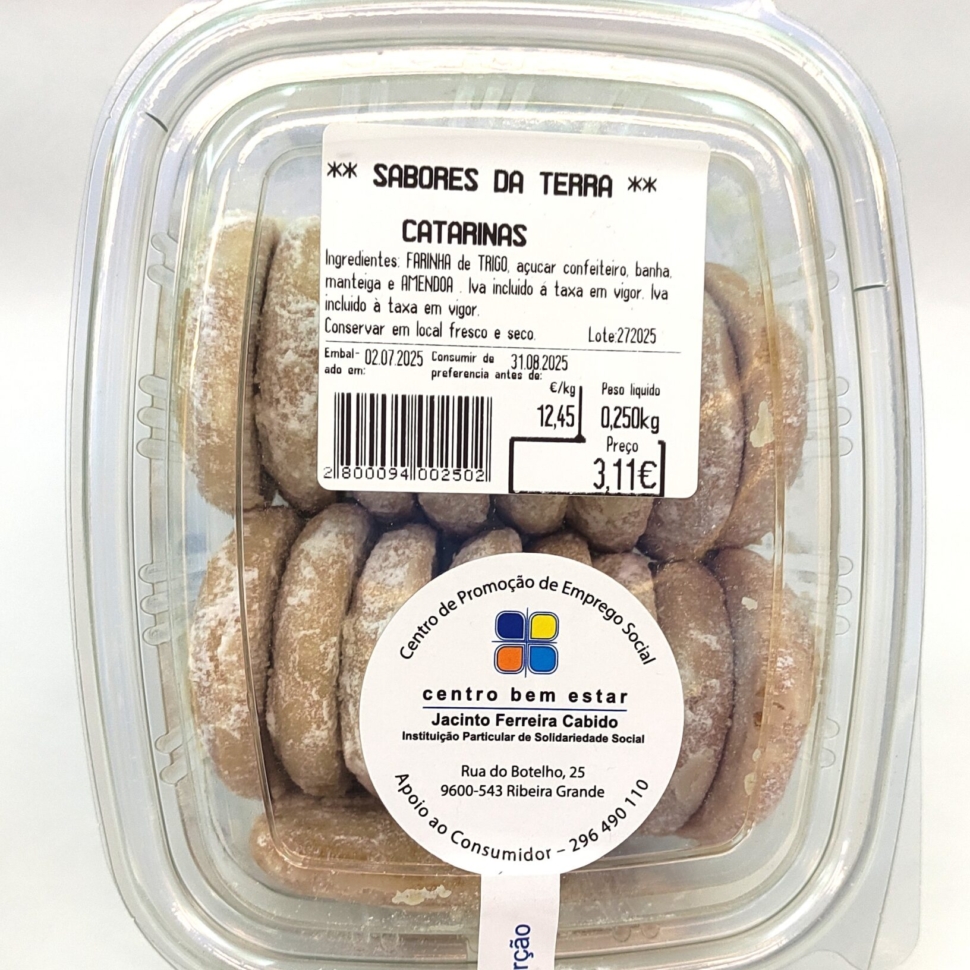 ** SABORES DA TERRA **
CATARINAS
Ingredientes: FARINHA de TRIGO, açucar confeiteiro, banha,
manteiga e AMENDOA . Iva incluido á taxa em vigor. Iva
incluido à taxa em vigor.
Conservar em local fresco e seco. Lote:272025
Embal- 02.07.2025 Consumir de 31.08.2025
ado em: preferencia antes de:
€/kg Peso liquido
12,45 0,250kg
Preço
3,11€
2 800094 002502
Centro de Promoção de Emprego Social
centro bem estar
Jacinto Ferreira Cabido
Instituição Particular de Solidariedade Social
Rua do Botelho, 25
9600-543 Ribeira Grande
Apoio ao Consumidor – 296 490 110